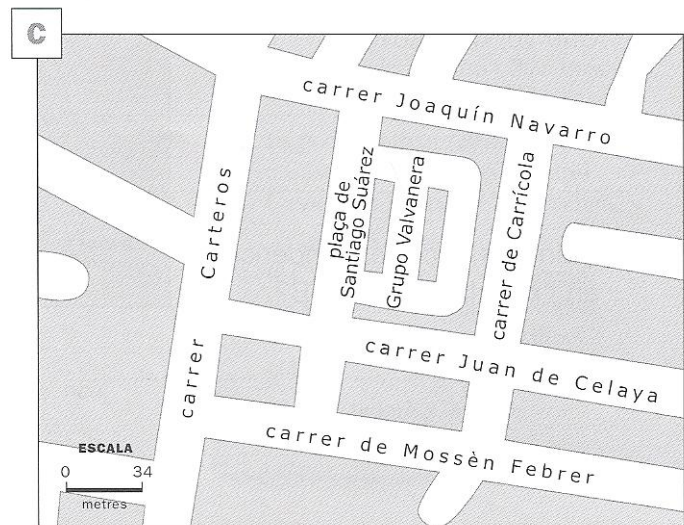 C
carrer Joaquín Navarro
carrer Carteros
plaça de
Santiago Suárez
Grupo Valvanera
carrer de Carrícola
carrer Juan de Celaya
carrer de Mossèn Febrer
ESCALA
0 34
metres